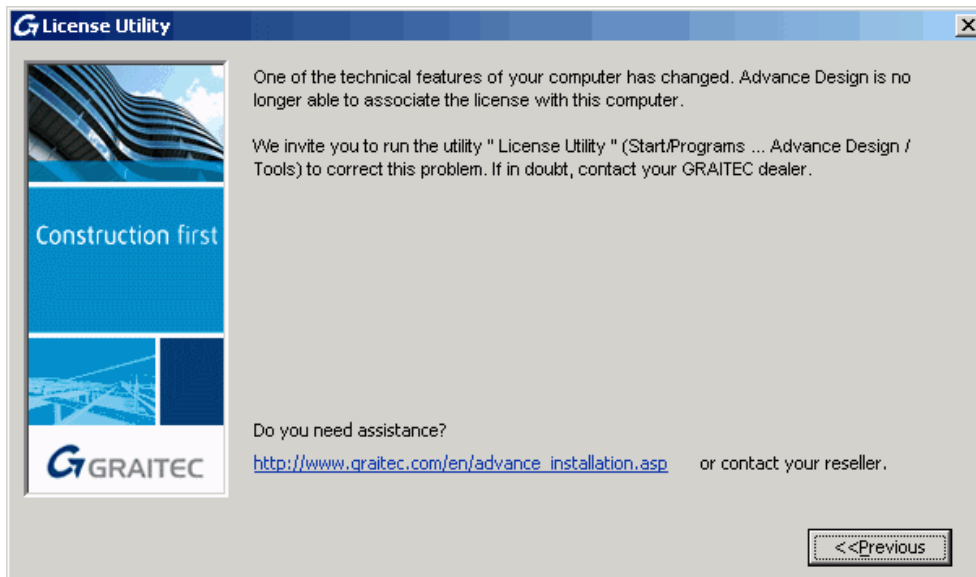 License Utility
One of the technical features of your computer has changed. Advance Design is no
longer able to associate the license with this computer.
We invite you to run the utility " License Utility " (Start/Programs ... Advance Design /
Tools) to correct this problem. If in doubt, contact your GRAITEC dealer.
Construction first
Do you need assistance?
http://www.graitec.com/en/advance_installation.asp or contact your reseller.
GRAITEC
<<Previous